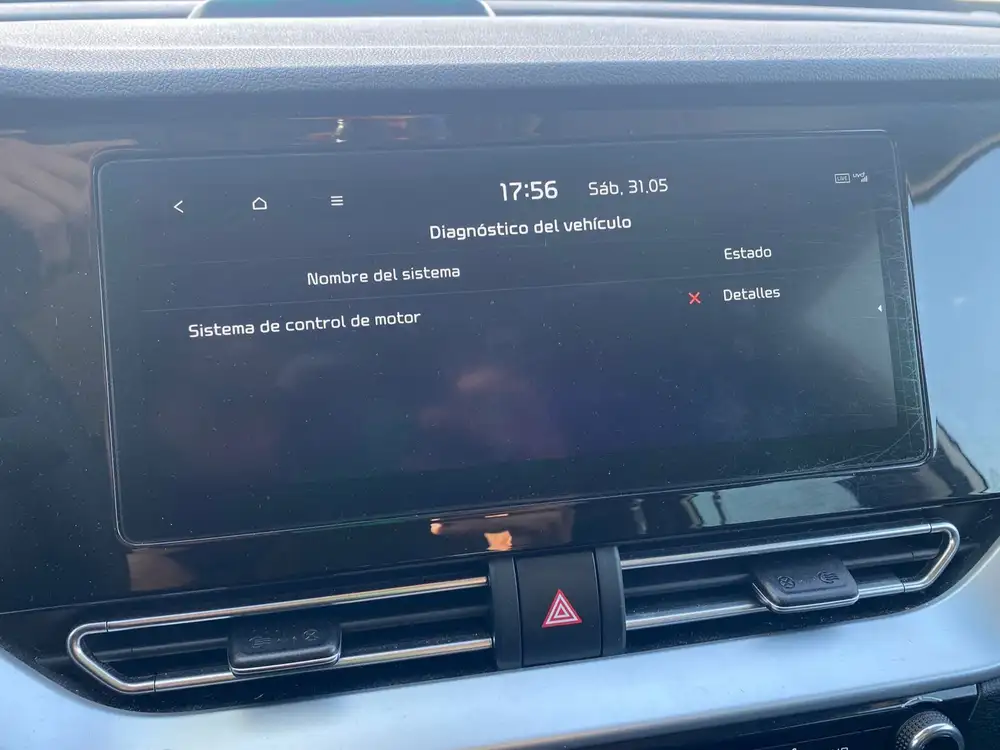 17:56 Sáb, 31.05
Diagnóstico del vehículo
Nombre del sistema Estado
Sistema de control de motor Detalles